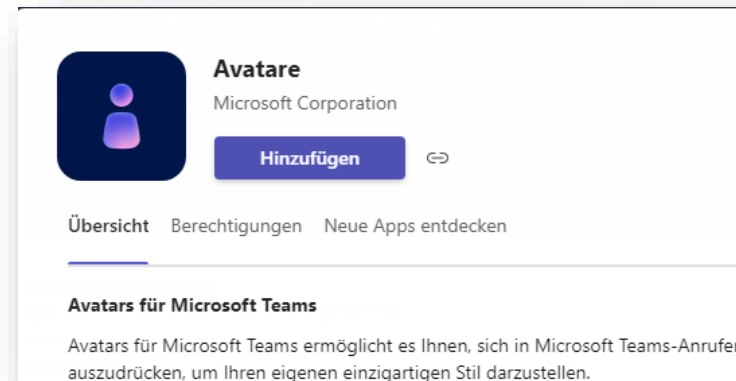 Avatare
Microsoft Corporation
Hinzufügen
Übersicht Berechtigungen Neue Apps entdecken
Avatars für Microsoft Teams
Avatars für Microsoft Teams ermöglicht es Ihnen, sich in Microsoft Teams-Anrufen
auszudrücken, um Ihren eigenen einzigartigen Stil darzustellen.